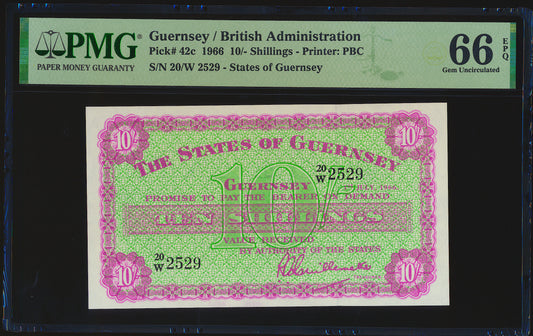 PMG
PAPER MONEY GUARANTY
Guernsey / British Administration
Pick# 42c 1966 10/- Shillings - Printer: PBC
S/N 20/W 2529 - States of Guernsey
66 EPQ
Gem Uncirculated
10/-
10/-
THE STATES OF GUERNSEY
10/-
20/W 2529
GUERNSEY
JULY, 1966.
PROMISE TO PAY THE BEARER ON DEMAND
TEN SHILLINGS
VALUE RECEIVED
BY AUTHORITY OF THE STATES
20/W 2529
10/-
10/-